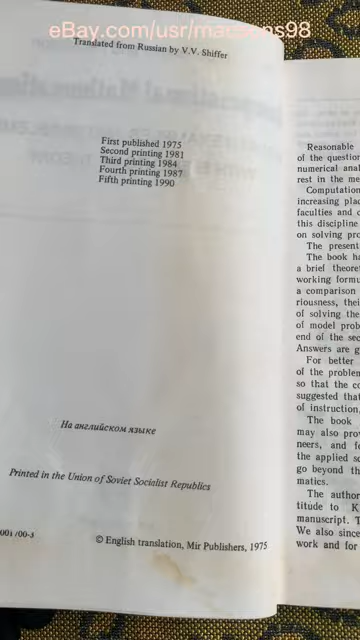 eBay.com/usr/mattsons98
Translated from Russian by V.V. Shiffer
First published 1975
Second printing 1981
Third printing 1984
Fourth printing 1987
Fifth printing 1990
На английском языке
Printed in the Union of Soviet Socialist Republics
© English translation, Mir Publishers, 1975
Reasonable
of the question
numerical anal
rest in the me
Computation
increasing plac
faculties and c
this discipline
on solving pro
The present
The book ha
a brief theoret
working formu
a comparison
riousness, thei
of solving the
of model prob
end of the sec
Answers are g
For better
of the problem
so that the co
suggested that
of instruction,
The book
may also prov
neers, and fe
the applied sc
go beyond th
matics.
The author
titude to K
manuscript. T
We also since
work and for